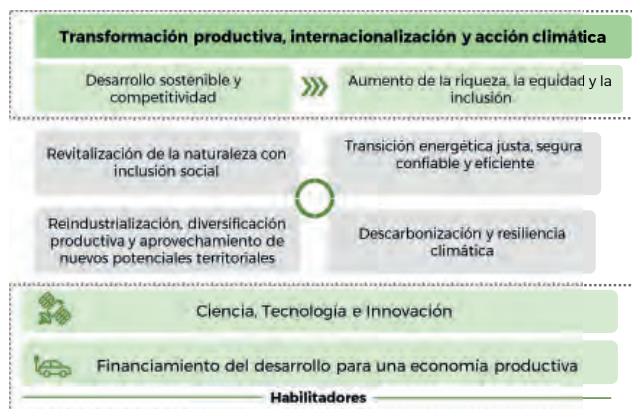 Transformación productiva, internacionalización y acción climática
Desarrollo sostenible y
competitividad
Aumento de la riqueza, la equidad y la
inclusión
Revitalización de la naturaleza con
inclusión social
Transición energética justa, segura
confiable y eficiente
Reindustrialización, diversificación
productiva y aprovechamiento de
nuevos potenciales territoriales
Descarbonización y resiliencia
climática
Ciencia, Tecnología e Innovación
Financiamiento del desarrollo para una economía productiva
Habilitadores